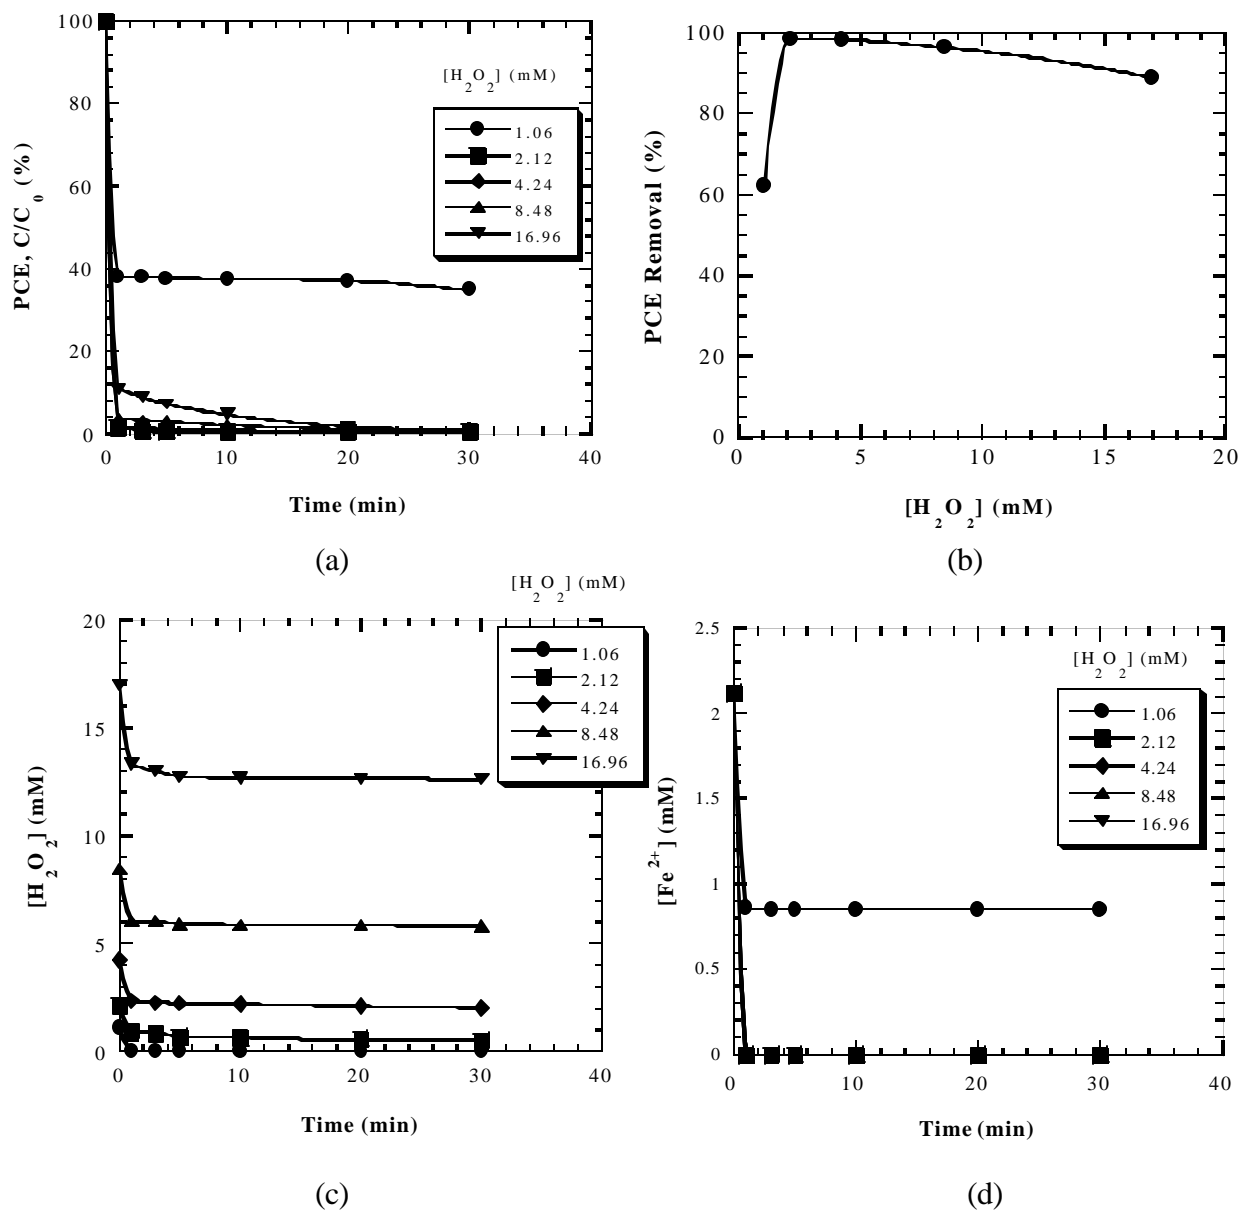 100
80
60
40
20
0
PCE, C/C0 (%)
[H2O2] (mM)
1.06
2.12
4.24
8.48
16.96
0 10 20 30 40
Time (min)
(a)
100
80
60
40
20
0
PCE Removal (%)
0 5 10 15 20
[H2O2] (mM)
(b)
20
15
10
5
0
[H2O2] (mM)
[H2O2] (mM)
1.06
2.12
4.24
8.48
16.96
0 10 20 30 40
Time (min)
(c)
2.5
2
1.5
1
0.5
0
[Fe2+] (mM)
[H2O2] (mM)
1.06
2.12
4.24
8.48
16.96
0 10 20 30 40
Time (min)
(d)